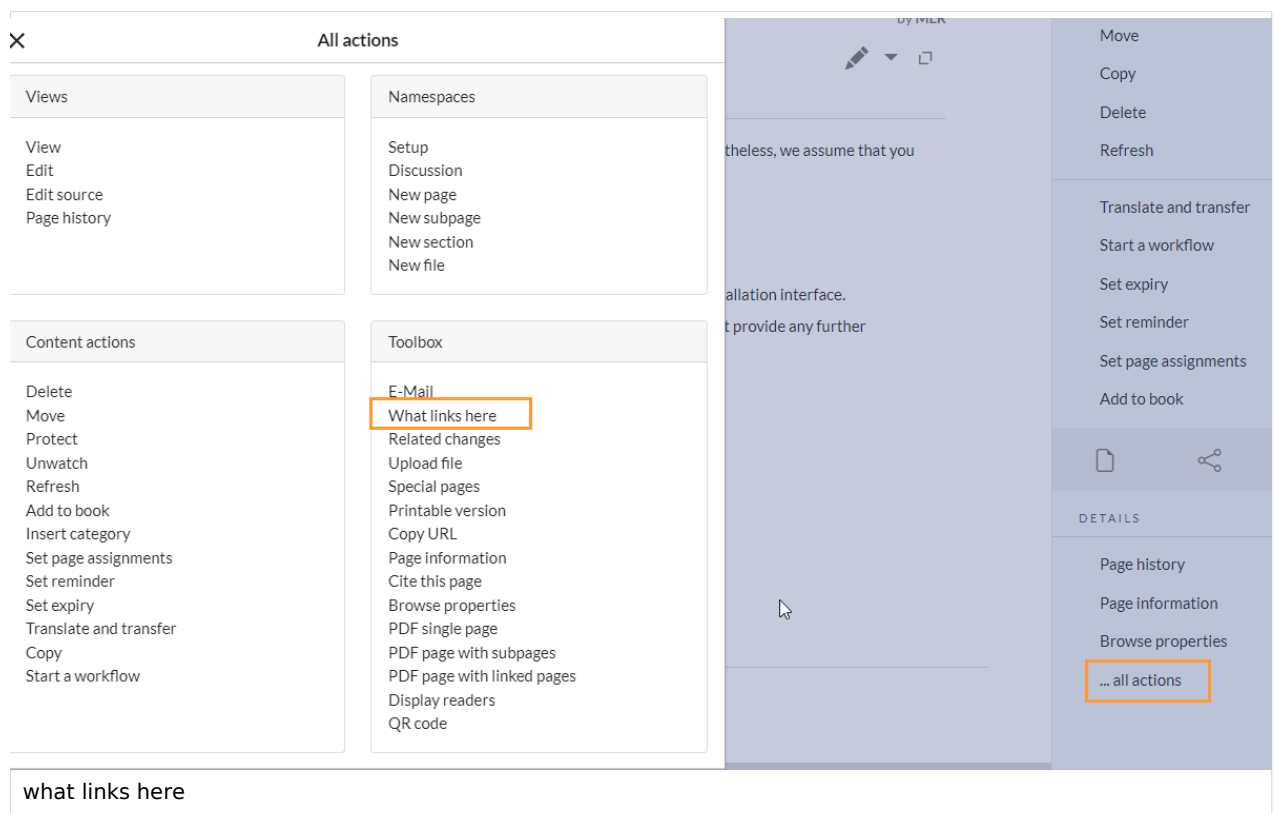 All actions
Views
View
Edit
Edit source
Page history
Namespaces
Setup
Discussion
New page
New subpage
New section
New file
Content actions
Delete
Move
Protect
Unwatch
Refresh
Add to book
Insert category
Set page assignments
Set reminder
Set expiry
Translate and transfer
Copy
Start a workflow
Toolbox
E-Mail
What links here
Related changes
Upload file
Special pages
Printable version
Copy URL
Page information
Cite this page
Browse properties
PDF single page
PDF page with subpages
PDF page with linked pages
Display readers
QR code
by MLR
theless, we assume that you
allation interface.
t provide any further
Move
Copy
Delete
Refresh
Translate and transfer
Start a workflow
Set expiry
Set reminder
Set page assignments
Add to book
DETAILS
Page history
Page information
Browse properties
... all actions
what links here